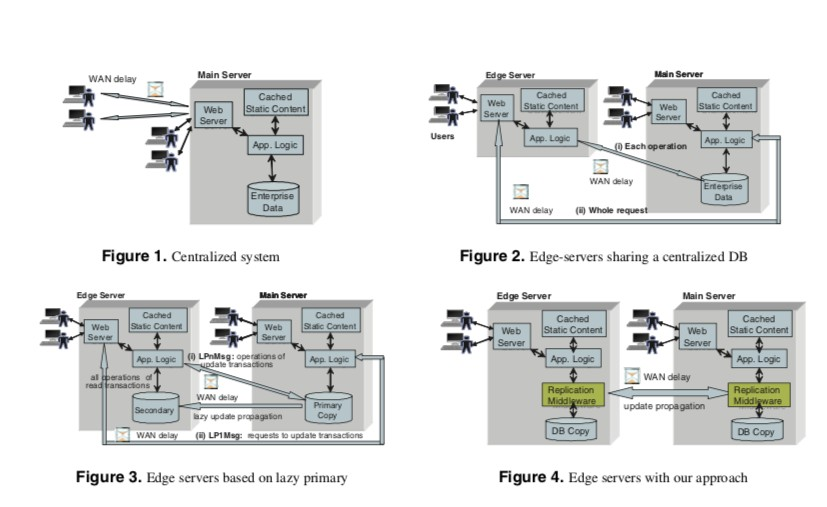 WAN delay
Main Server
Web
Server
Cached
Static Content
App. Logic
Enterprise
Data
Figure 1. Centralized system
Edge Server
Main Server
Users
Web
Server
Cached
Static Content
App. Logic
Web
Server
Cached
Static Content
App. Logic
(i) Each operation
WAN delay
Enterprise
Data
WAN delay
(ii) Whole request
Figure 2. Edge-servers sharing a centralized DB
Edge Server
Main Server
Web
Server
Cached
Static Content
App. Logic
Web
Server
Cached
Static Content
App. Logic
(i) LPnMsg: operations of
update transactions
all operations of
read transactions
WAN delay
Secondary
Primary
Copy
lazy update propagation
WAN delay
(ii) LP1Msg: requests to update transactions
Figure 3. Edge servers based on lazy primary
Edge Server
Main Server
Web
Server
Cached
Static Content
App. Logic
Replication
Middleware
DB Copy
WAN delay
update propagation
Web
Server
Cached
Static Content
App. Logic
Replication
Middleware
DB Copy
Figure 4. Edge servers with our approach